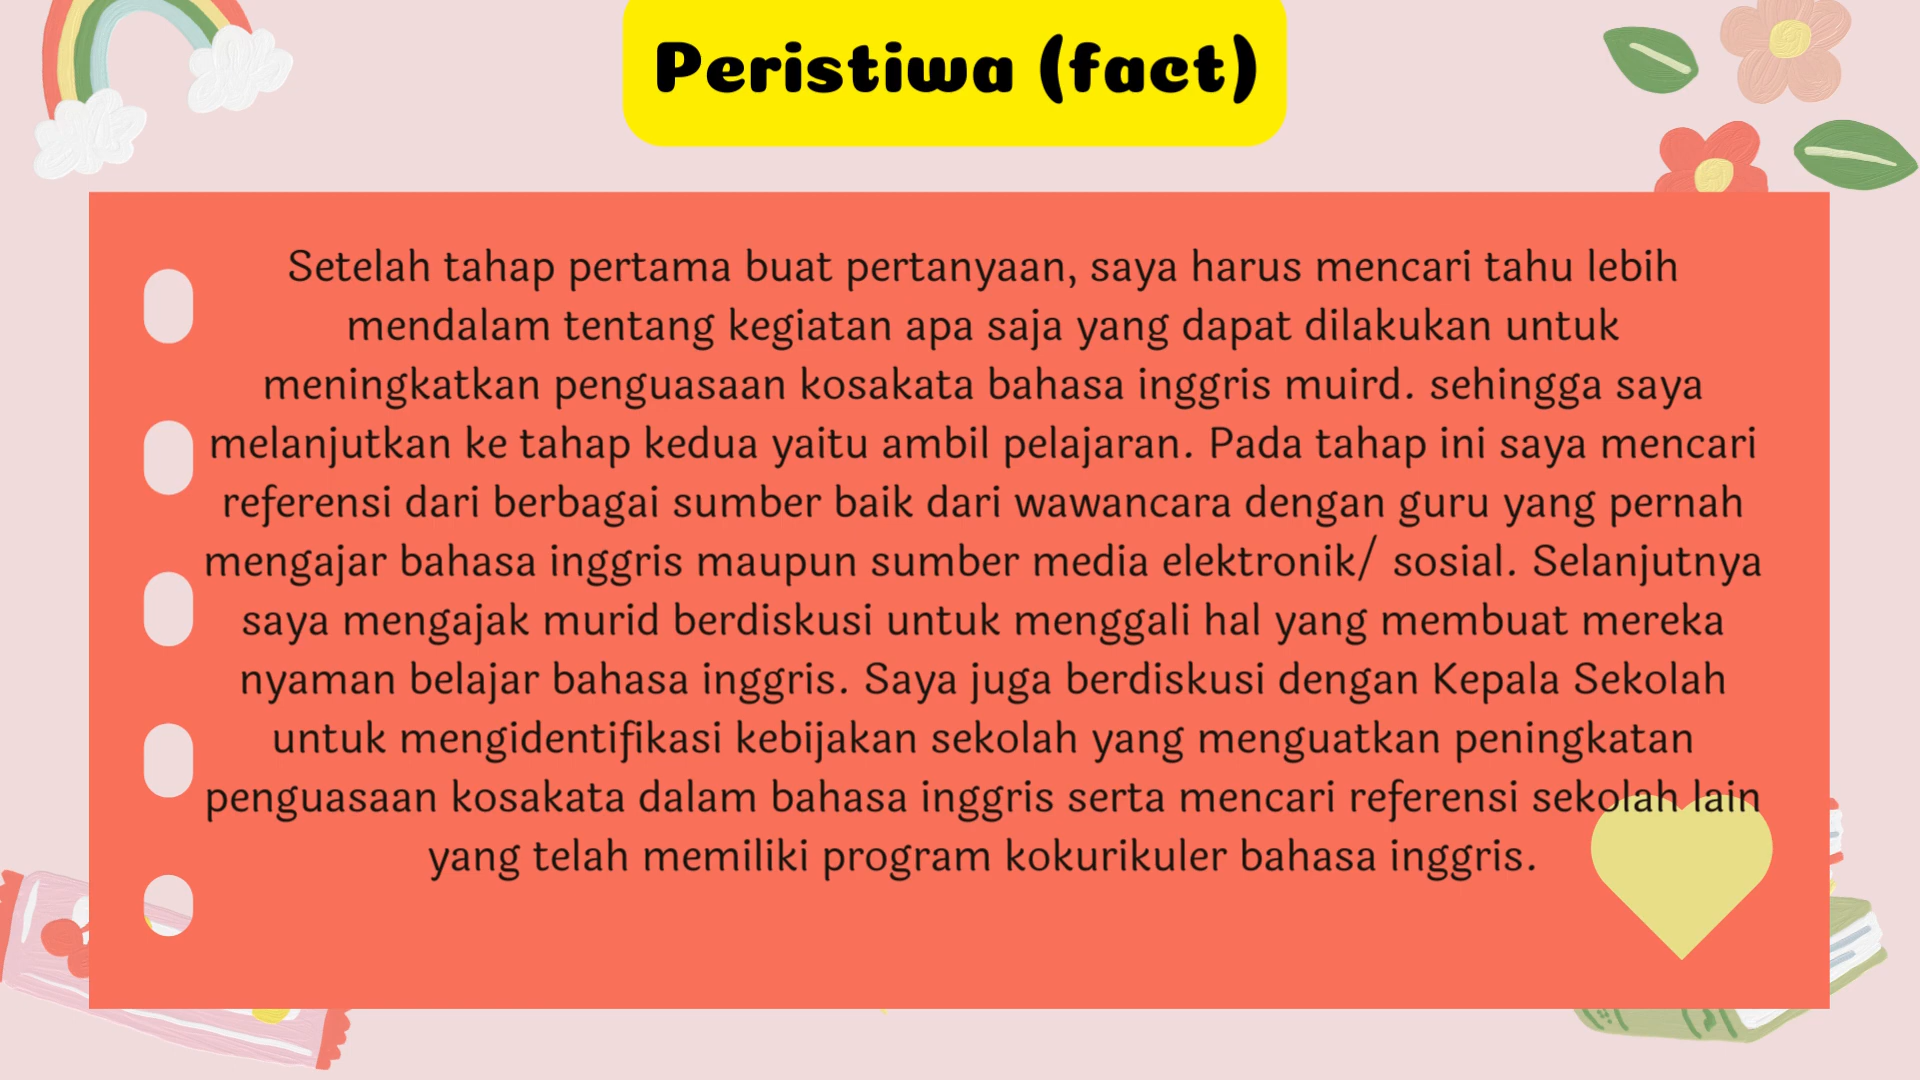 Peristiwa (fact)
Setelah tahap pertama buat pertanyaan, saya harus mencari tahu lebih
mendalam tentang kegiatan apa saja yang dapat dilakukan untuk
meningkatkan penguasaan kosakata bahasa inggris muird. sehingga saya
melanjutkan ke tahap kedua yaitu ambil pelajaran. Pada tahap ini saya mencari
referensi dari berbagai sumber baik dari wawancara dengan guru yang pernah
mengajar bahasa inggris maupun sumber media elektronik/ sosial. Selanjutnya
saya mengajak murid berdiskusi untuk menggali hal yang membuat mereka
nyaman belajar bahasa inggris. Saya juga berdiskusi dengan Kepala Sekolah
untuk mengidentifikasi kebijakan sekolah yang menguatkan peningkatan
penguasaan kosakata dalam bahasa inggris serta mencari referensi sekolah lain
yang telah memiliki program kokurikuler bahasa inggris.